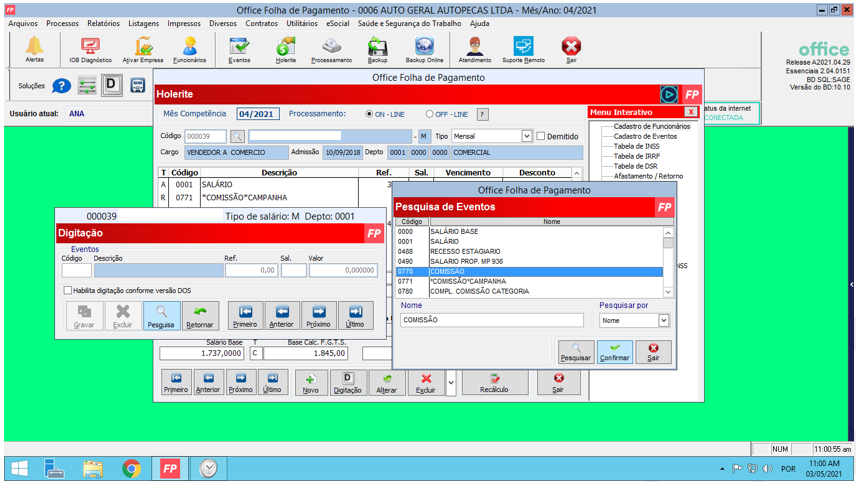 Office Folha de Pagamento - 0006 AUTO GERAL AUTOPECAS LTDA - Mês/Ano: 04/2021
Arquivos Processos Relatórios Listagens Impressos Diversos Contratos Utilitários eSocial Saúde e Segurança do Trabalho Ajuda
Alertas IOB Diagnóstico Ativar Empresa Funcionários Eventos Holerite Processamento Backup Backup Online Atendimento Suporte Remoto Sair
office
Release A2021.04.29
Essenciais 2.04.0151
BD SQL:SAGE
Versão do BD:10.10
Soluções ? D
Usuário atual: ANA
atus da internet
CONECTADA
Office Folha de Pagamento
Holerite FP
Mês Competência 04/2021 Processamento: ON - LINE OFF - LINE ?
Código 000039 - M Tipo Mensal Demitido
Cargo VENDEDOR A COMERCIO Admissão 10/09/2018 Depto 0001 0000 0000 COMERCIAL
T Código Descrição Ref. Sal. Vencimento Desconto
A 0001 SALÁRIO 3
R 0771 "COMISSÃO"CAMPANHA
Menu Interativo X
Cadastro de Funcionários
Cadastro de Eventos
Tabela de INSS
Tabela de IRRF
Tabela de DSR
Afastamento / Retorno
NSS
000039 Tipo de salário: M Depto: 0001
Digitação FP
Eventos
Código Descrição Ref. Sal. Valor
0,00 0,000000
Habilita digitação conforme versão DOS
Gravar Excluir Pesquisa Retornar Primeiro Anterior Próximo Último
Office Folha de Pagamento
Pesquisa de Eventos FP
Código Nome
0000 SALÁRIO BASE
0001 SALÁRIO
0488 RECESSO ESTAGIARIO
0490 SALARIO PROP. MP 936
0770 COMISSÃO
0771 "COMISSÃO"CAMPANHA
0780 COMPL. COMISSÃO CATEGORIA
Nome Pesquisar por
COMISSÃO Nome
Pesquisar Confirmar Sair
Salário Base T Base Calc. F.G.T.S.
1.737,0000 C 1.845,00
Primeiro Anterior Próximo Último Novo D Digitação Alterar Excluir Recálculo Sair
NUM 11:00:55 am
FP POR 11:00 AM
03/05/2021